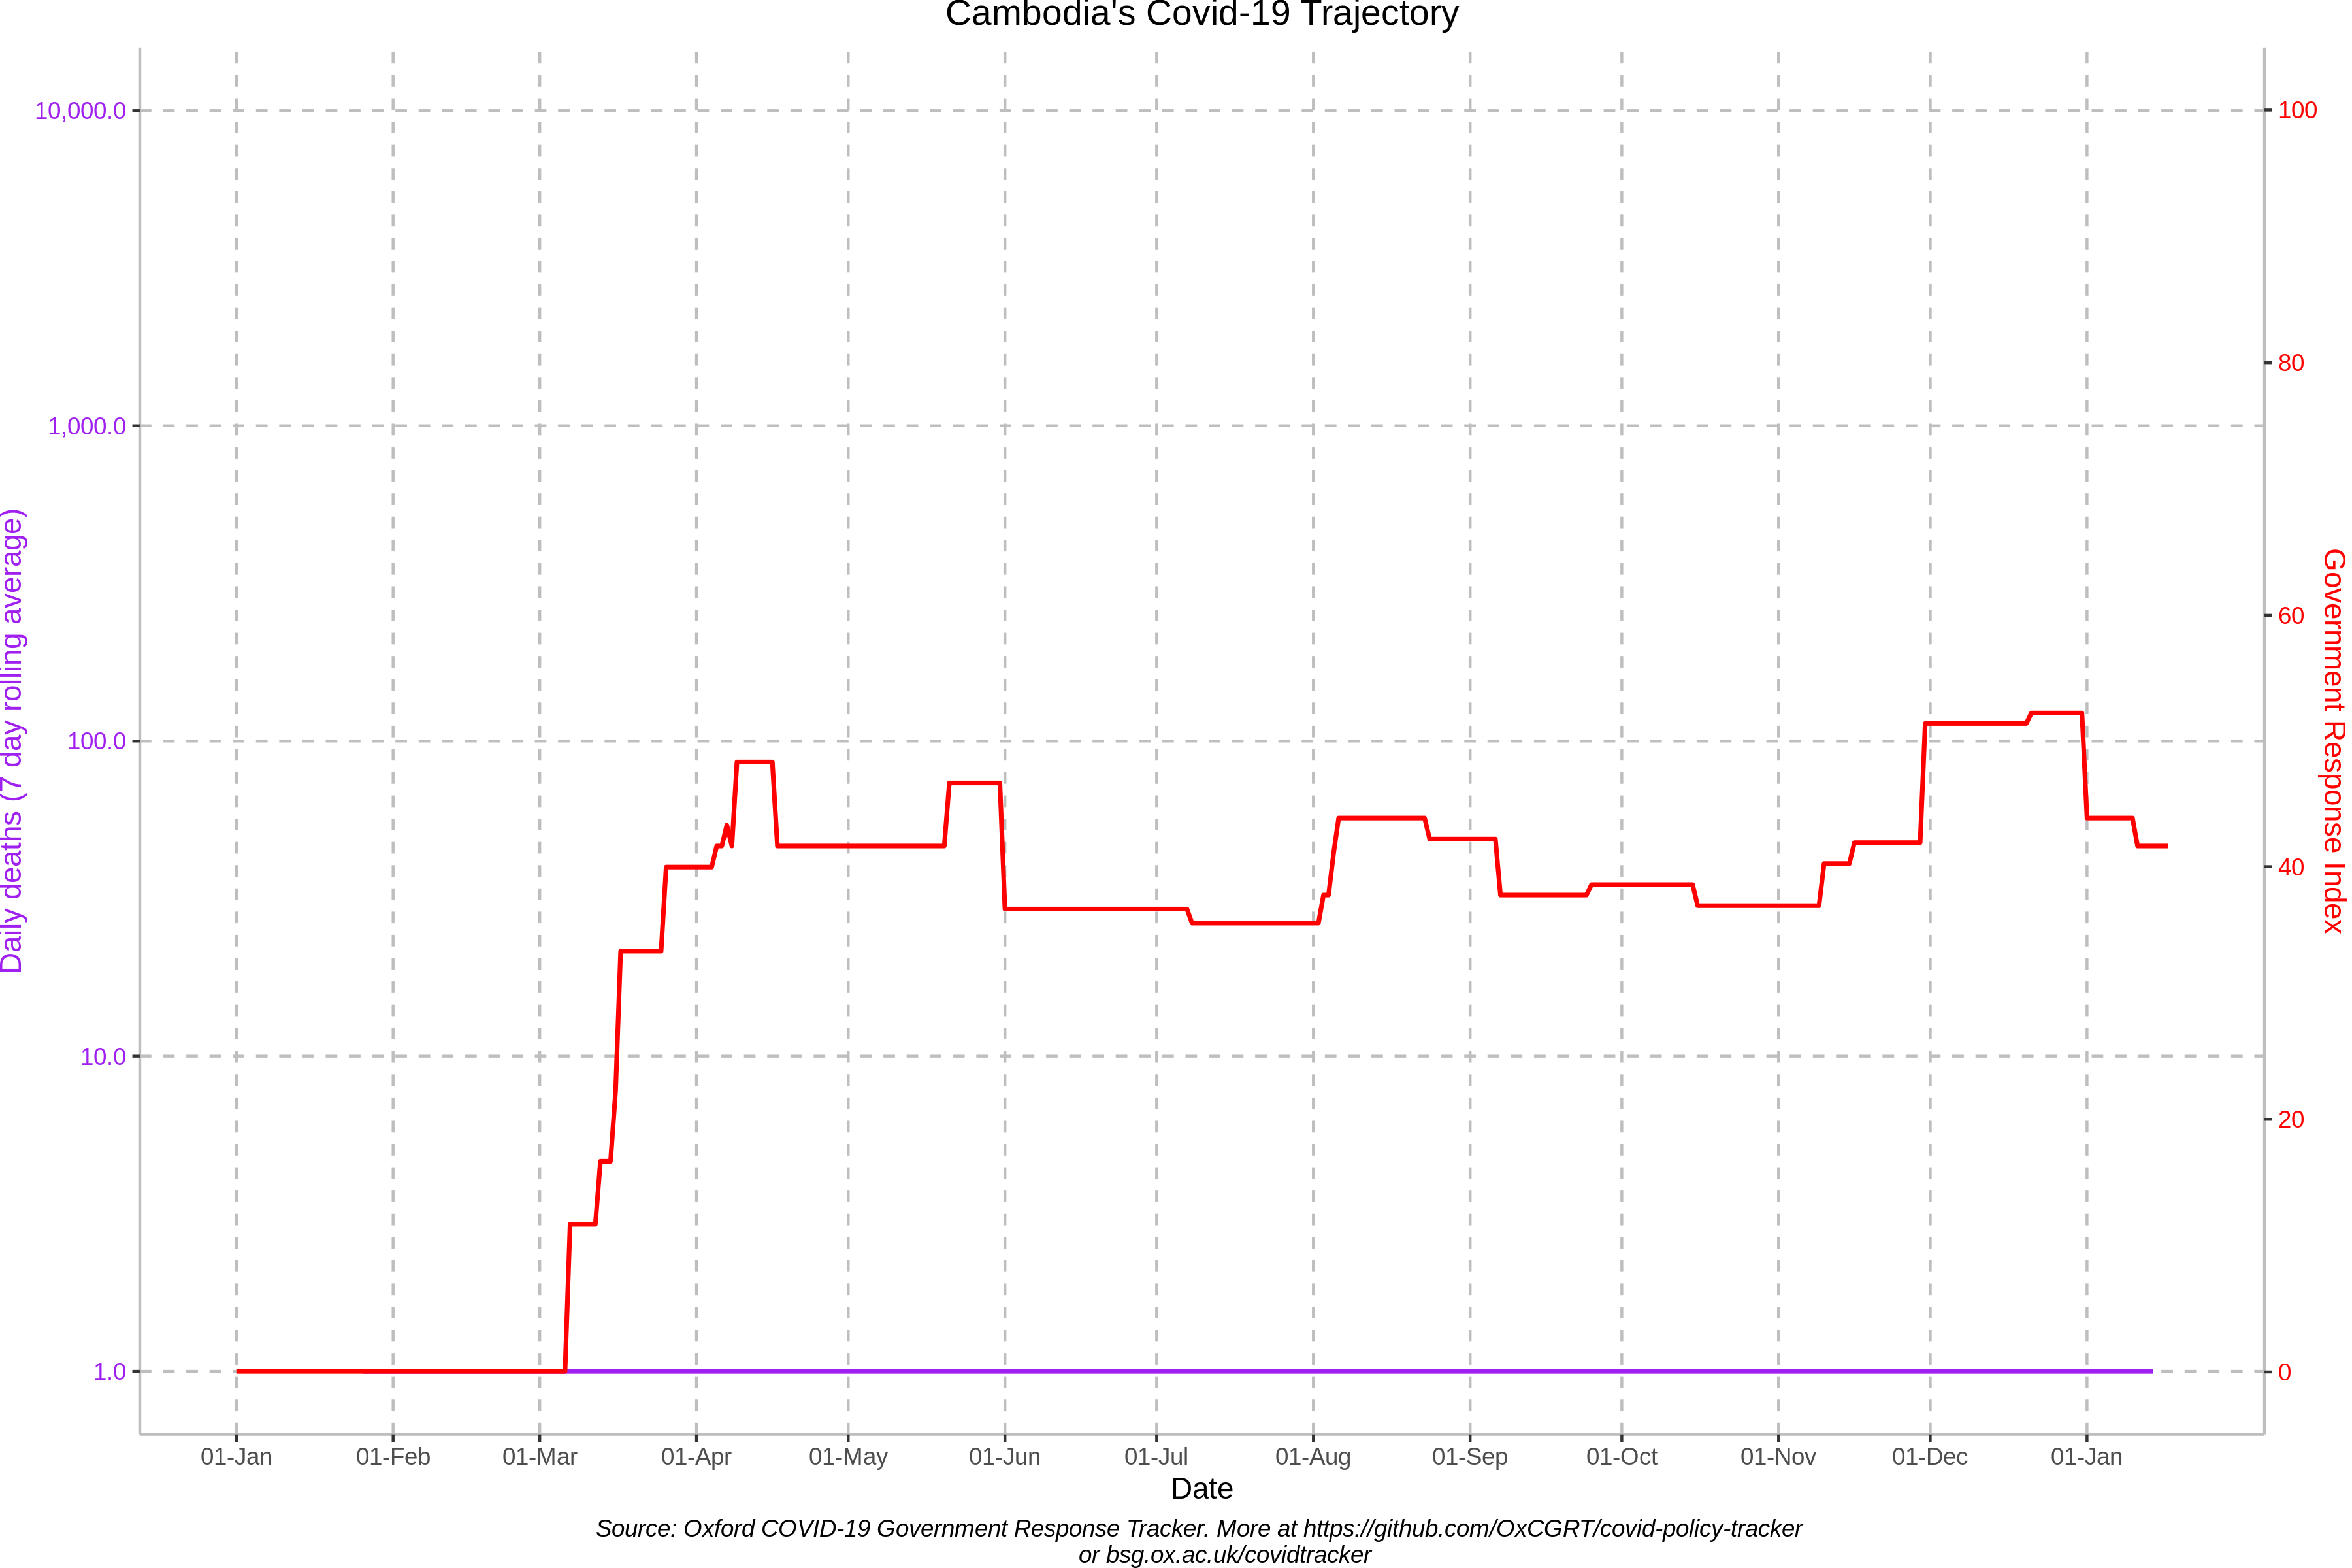 Cambodia's Covid-19 Trajectory
10,000.0
1,000.0
100.0
10.0
1.0
Daily deaths (7 day rolling average)
100
80
60
40
20
0
Government Response Index
01-Jan 01-Feb 01-Mar 01-Apr 01-May 01-Jun 01-Jul 01-Aug 01-Sep 01-Oct 01-Nov 01-Dec 01-Jan
Date
Source: Oxford COVID-19 Government Response Tracker. More at https://github.com/OxCGRT/covid-policy-tracker
or bsg.ox.ac.uk/covidtracker